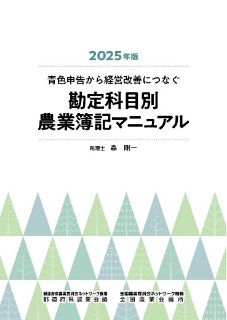 2025年版
青色申告から経営改善につなぐ
勘定科目別
農業簿記マニュアル
税理士 森 剛一
都道府県農業会議
全国農業会議所